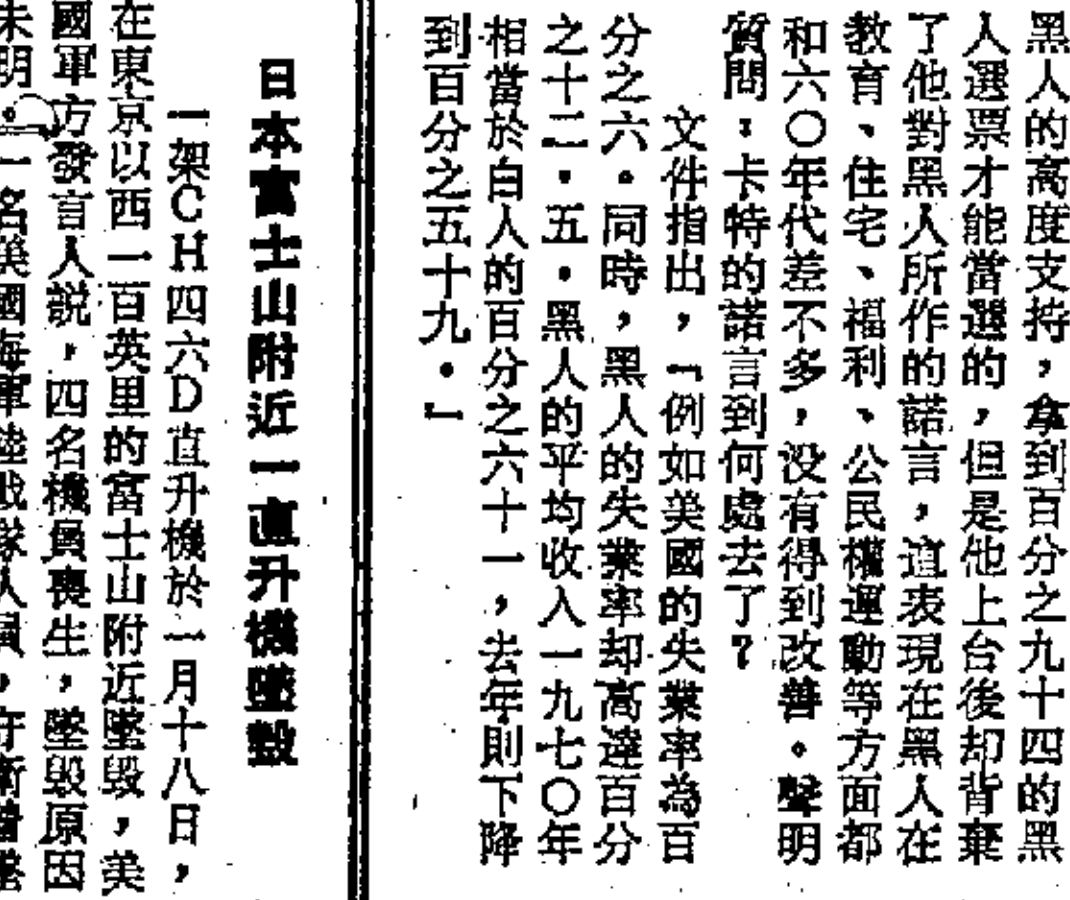 黑人的高度支持，拿到百分之九十四的黑
人選票才能當選的，但是他上台後却背棄
了他對黑人所作的諾言，這表現在黑人在
教育、住宅、福利、公民權運動等方面都
和六〇年代差不多，没有得到改善。聲明
質問：卡特的諾言到何處去了？
文件指出，「例如美國的失業率為百
分之六。同時，黑人的失業率却高達百分
之十二・五。黑人的平均收入一九七〇年
相當於白人的百分之六十一，去年則下降
到百分之五十九。」
日本富士山附近一直升機墜毀
一架CH四六D直升機於一月十八日，
在東京以西一百英里的富士山附近墜毀，美
國軍方發言人説，四名機員喪生，墜毀原因
未明。一名美國海軍陸戰隊人員，守衛着墜